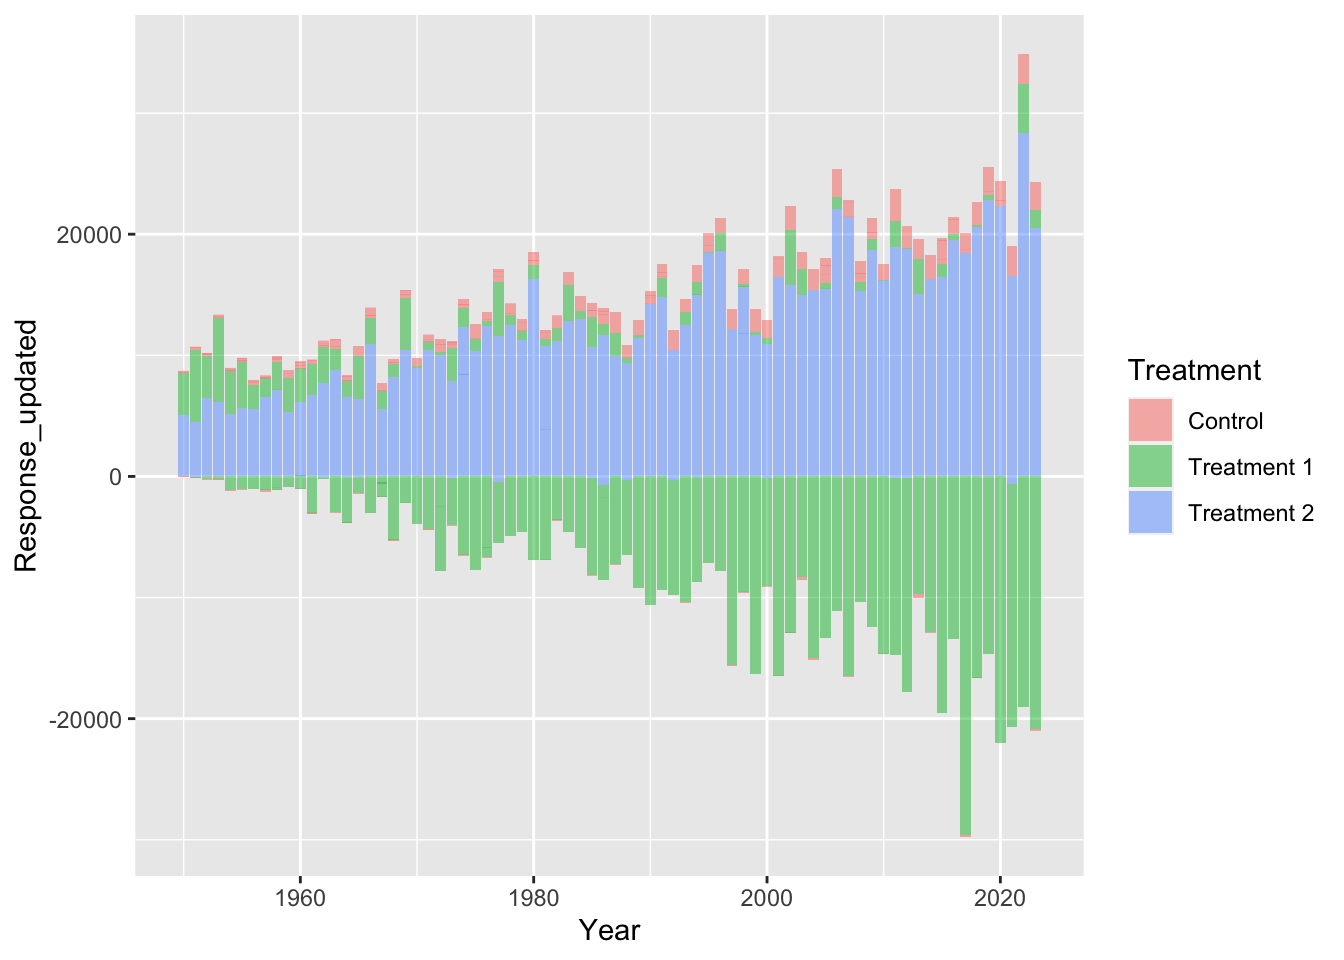 20000
0
-20000
Response_updated
1960
1980
2000
2020
Year
Treatment
Control
Treatment 1
Treatment 2